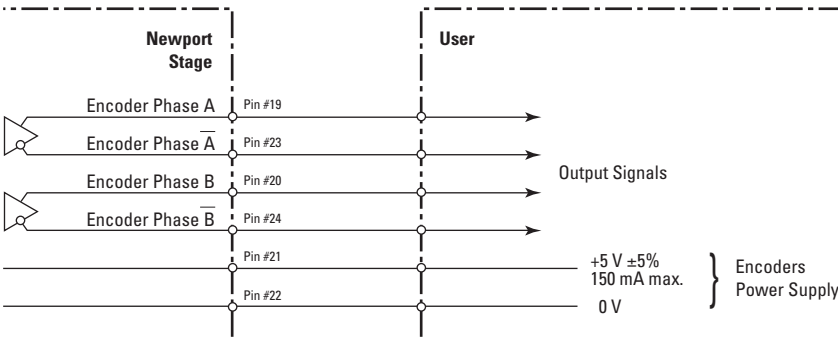 Newport
Stage
User
Encoder Phase A Pin #19
Encoder Phase A̅ Pin #23
Encoder Phase B Pin #20
Encoder Phase B̅ Pin #24
Output Signals
Pin #21
+5 V ±5%
150 mA max.
Pin #22
0 V
} Encoders
Power Supply